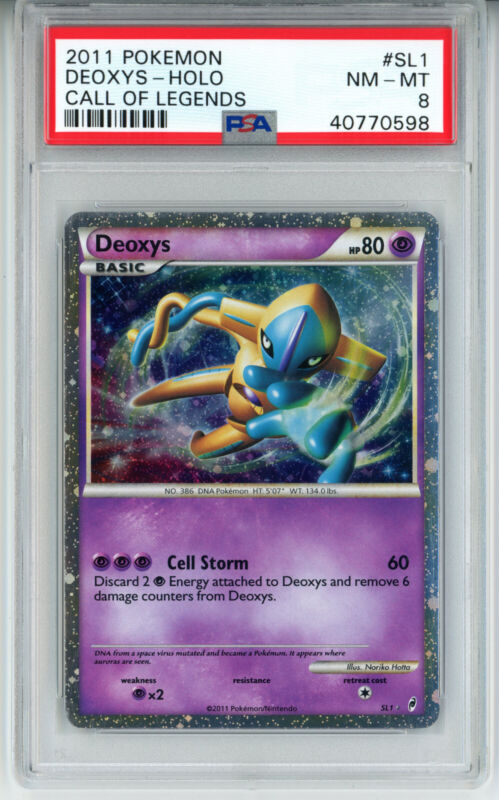 2011 POKEMON #SL1
DEOXYS - HOLO NM - MT
CALL OF LEGENDS 8
PSA 40770598
Deoxys HP 80
BASIC
NO. 386 DNA Pokémon HT: 5'07" WT: 134.0 lbs.
Cell Storm 60
Discard 2 Energy attached to Deoxys and remove 6
damage counters from Deoxys.
DNA from a space virus mutated and became a Pokémon. It appears where
auroras are seen.
Illus. Noriko Hotta
weakness resistance retreat cost
×2
©2011 Pokémon/Nintendo SL1